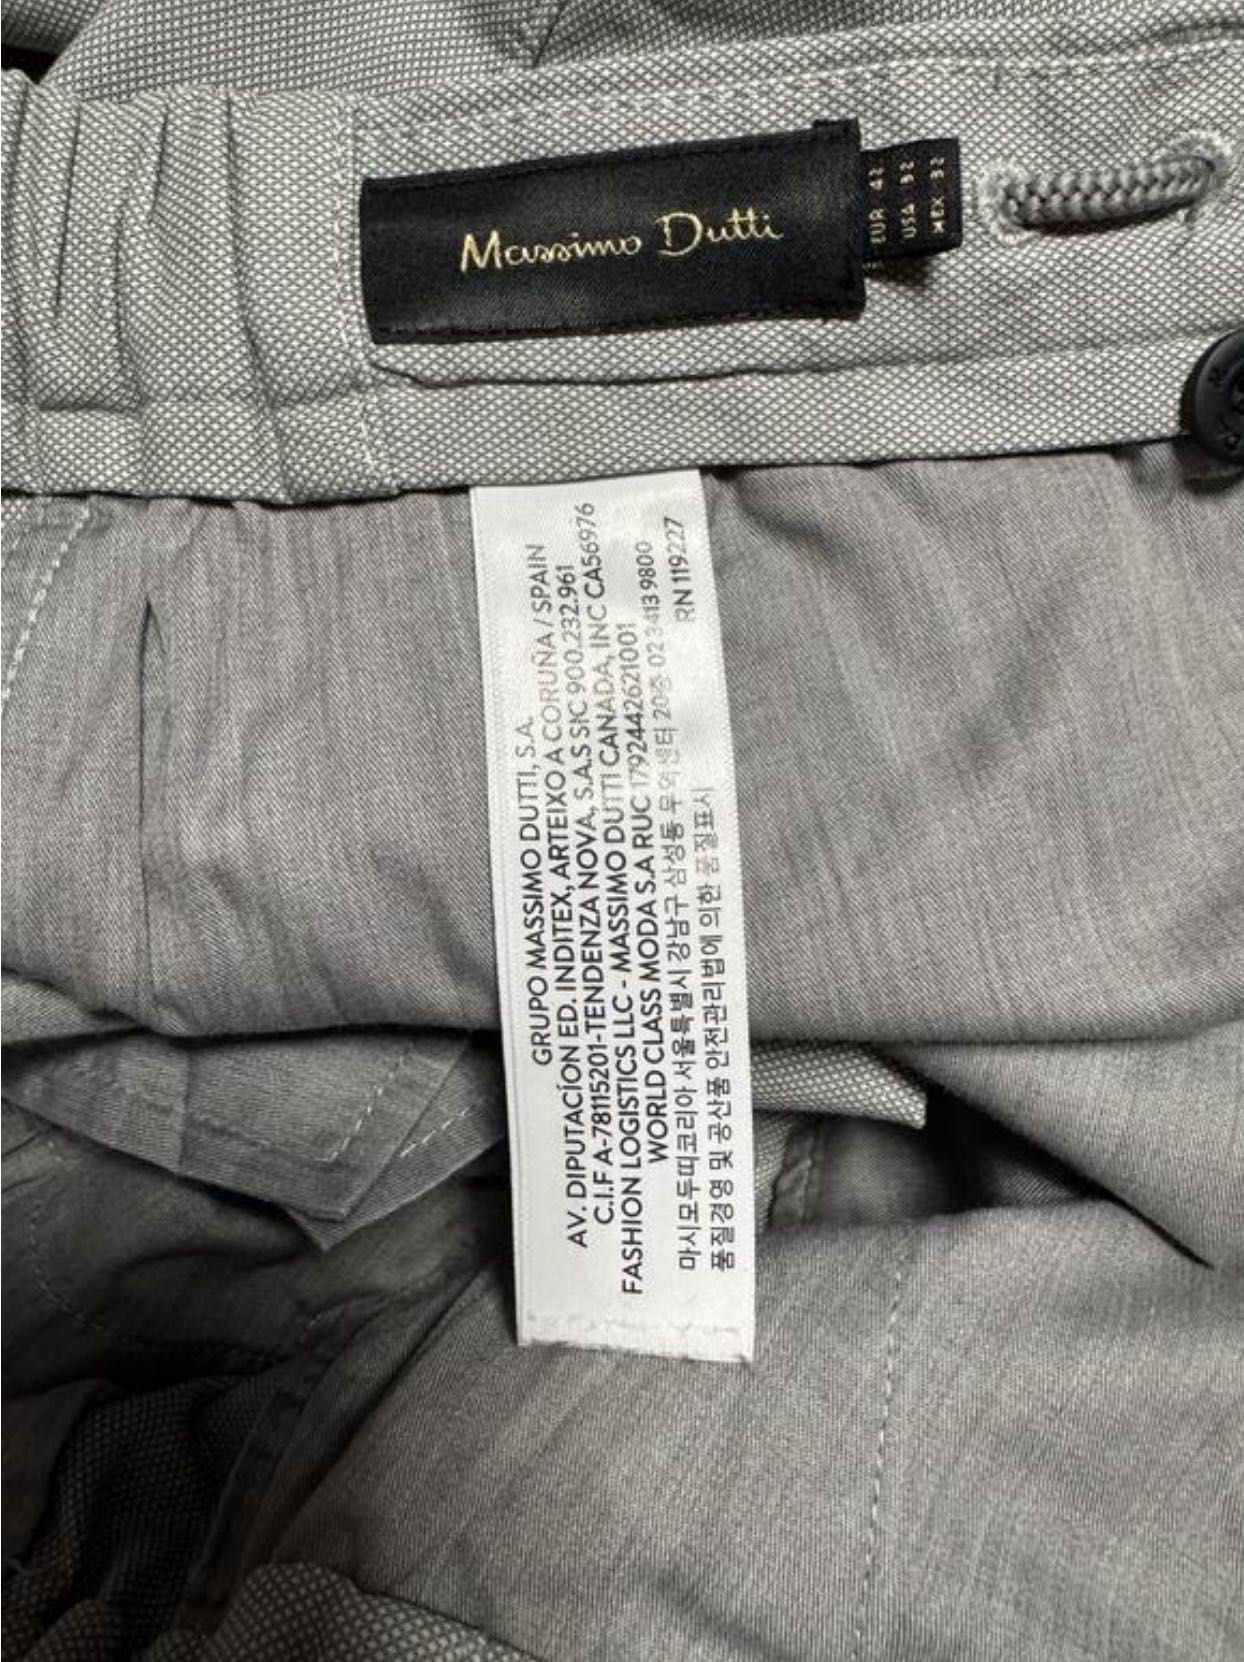 Massimo Dutti
EUR 42
USA 32
MEX 32
GRUPO MASSIMO DUTTI, S.A.
AV. DIPUTACÍON ED. INDITEX, ARTEIXO A CORUÑA / SPAIN
C.I.F A-78115201-TENDENZA NOVA, S.A.S SIC 900.232.961
FASHION LOGISTICS LLC - MASSIMO DUTTI CANADA, INC CA56976
WORLD CLASS MODA S.A RUC 1792442621001
마시모두띠코리아 서울특별시 강남구 삼성동 무역센터 20층 02 3413 9800
품질경영 및 공산품 안전관리법에 의한 품질표시
RN 119227